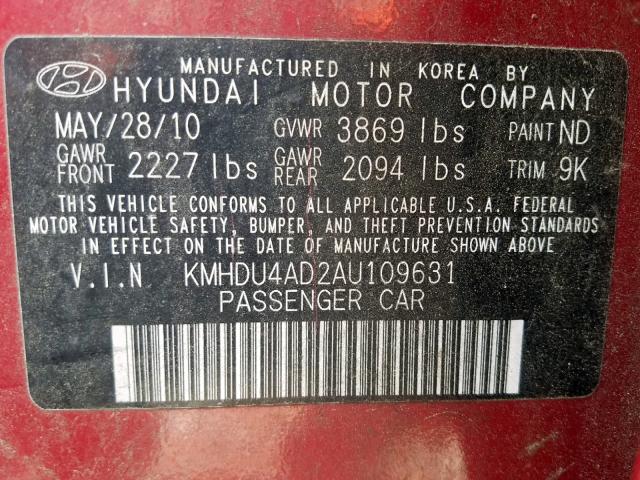 MANUFACTURED IN KOREA BY
HYUNDAI MOTOR COMPANY
MAY/28/10 GVWR 3869 lbs PAINT ND
GAWR FRONT 2227 lbs GAWR REAR 2094 lbs TRIM 9K
THIS VEHICLE CONFORMS TO ALL APPLICABLE U.S.A. FEDERAL
MOTOR VEHICLE SAFETY, BUMPER, AND THEFT PREVENTION STANDARDS
IN EFFECT ON THE DATE OF MANUFACTURE SHOWN ABOVE
V.I.N KMHDU4AD2AU109631
PASSENGER CAR